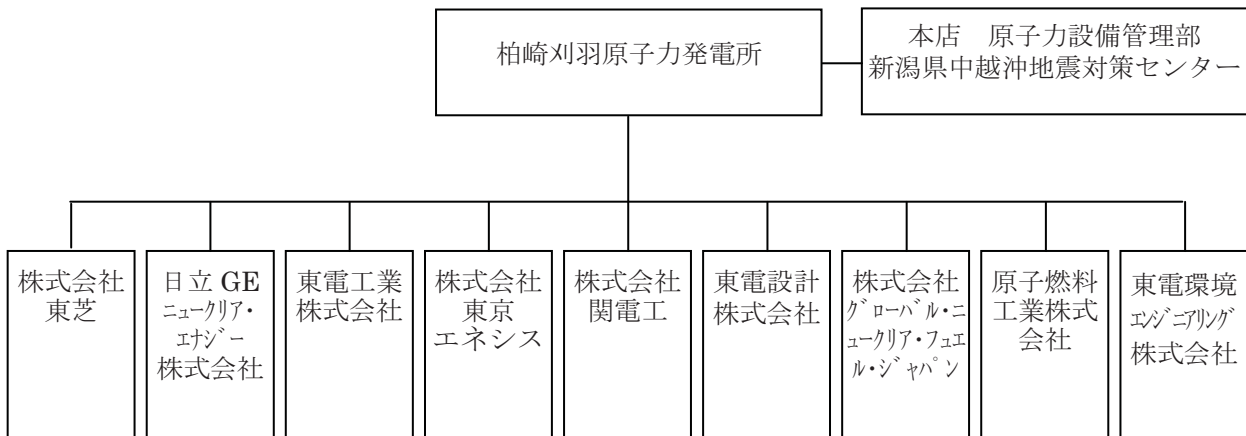 柏崎刈羽原子力発電所
本店　原子力設備管理部
新潟県中越沖地震対策センター
株式会社
東芝
日立 GE
ニュークリア・
エナジー
株式会社
東電工業
株式会社
株式会社
東京
エネシス
株式会社
関電工
東電設計
株式会社
株式会社
グローバル・ニ
ュークリア・フュエ
ル・ジャパン
原子燃料
工業株式
会社
東電環境
エンジニアリング
株式会社